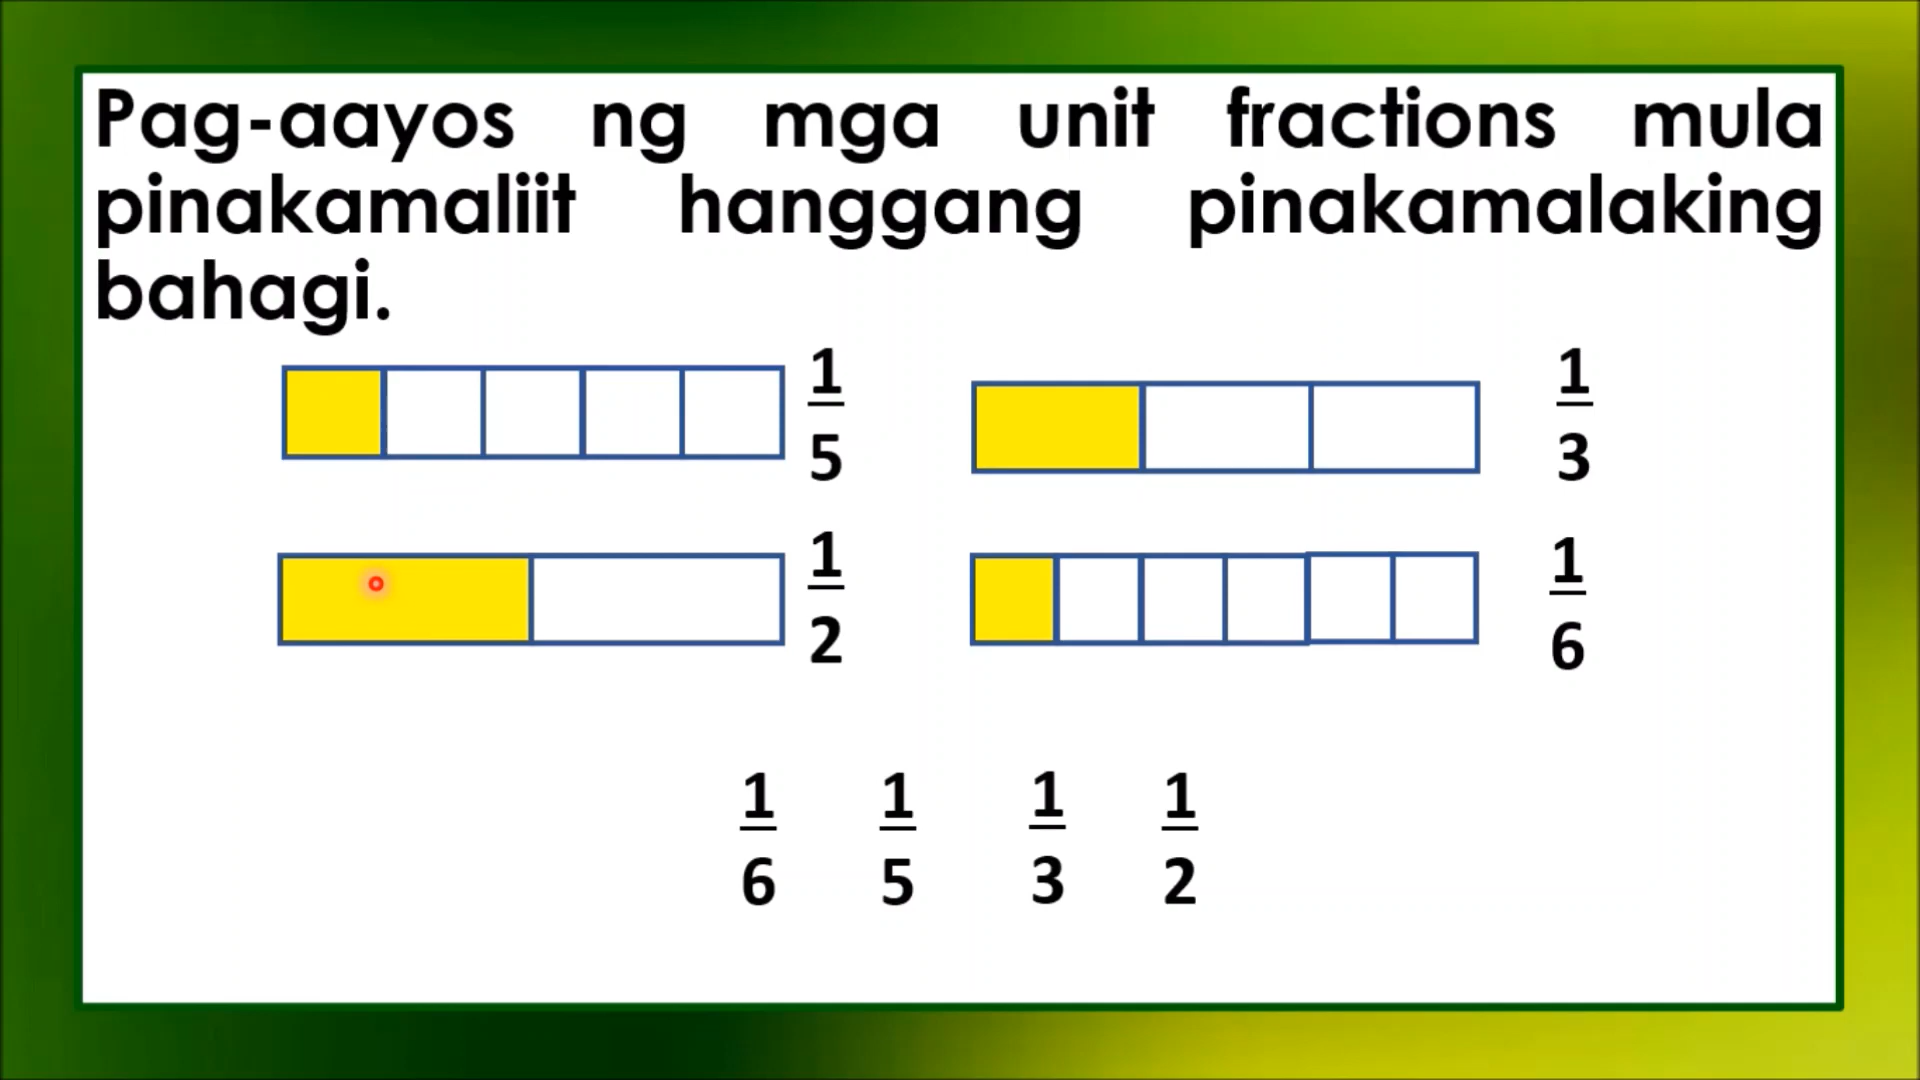 Pag-aayos ng mga unit fractions mula
pinakamaliit hanggang pinakamalaking
bahagi.
1/5
1/3
1/2
1/6
1/6 1/5 1/3 1/2